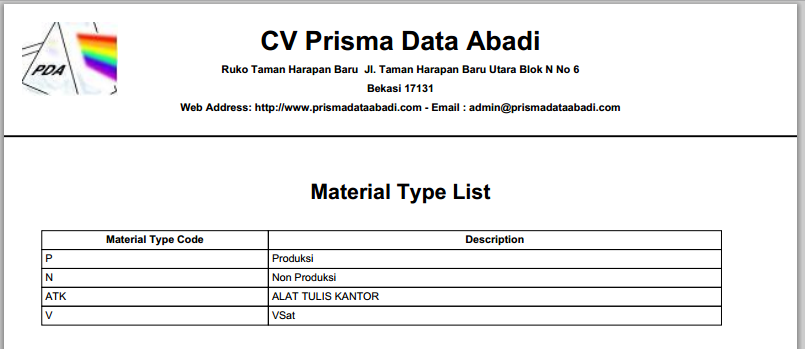 PDA
CV Prisma Data Abadi
Ruko Taman Harapan Baru Jl. Taman Harapan Baru Utara Blok N No 6
Bekasi 17131
Web Address: http://www.prismadataabadi.com - Email : admin@prismadataabadi.com
Material Type List
Material Type Code Description
P Produksi
N Non Produksi
ATK ALAT TULIS KANTOR
V VSat